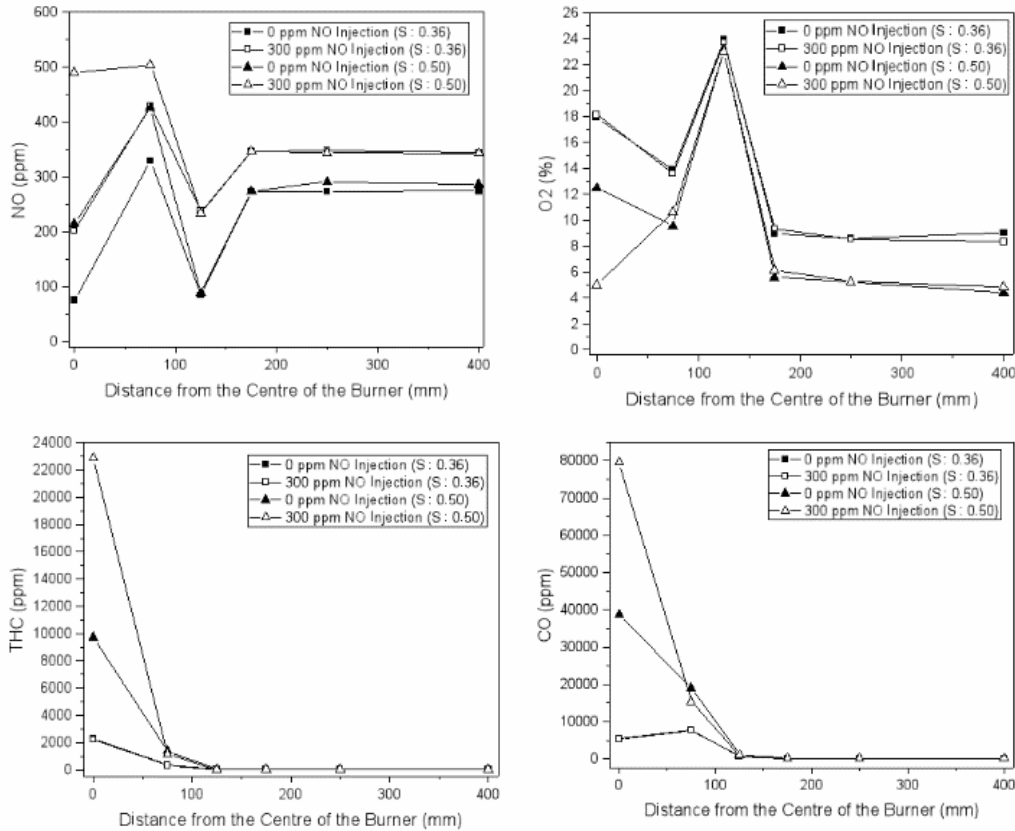 600
500
400
300
200
100
0
NO (ppm)
0 ppm NO Injection (S : 0.36)
300 ppm NO Injection (S : 0.36)
0 ppm NO Injection (S : 0.50)
300 ppm NO Injection (S : 0.50)
0 100 200 300 400
Distance from the Centre of the Burner (mm)
26
24
22
20
18
16
14
12
10
8
6
4
2
0
O2 (%)
0 ppm NO Injection (S : 0.36)
300 ppm NO Injection (S : 0.36)
0 ppm NO Injection (S : 0.50)
300 ppm NO Injection (S : 0.50)
0 100 200 300 400
Distance from the Centre of the Burner (mm)
24000
22000
20000
18000
16000
14000
12000
10000
8000
6000
4000
2000
0
THC (ppm)
0 ppm NO Injection (S : 0.36)
300 ppm NO Injection (S : 0.36)
0 ppm NO Injection (S : 0.50)
300 ppm NO Injection (S : 0.50)
0 100 200 300 400
Distance from the Centre of the Burner (mm)
80000
70000
60000
50000
40000
30000
20000
10000
0
CO (ppm)
0 ppm NO Injection (S : 0.36)
300 ppm NO Injection (S : 0.36)
0 ppm NO Injection (S : 0.50)
300 ppm NO Injection (S : 0.50)
0 100 200 300 400
Distance from the Centre of the Burner (mm)